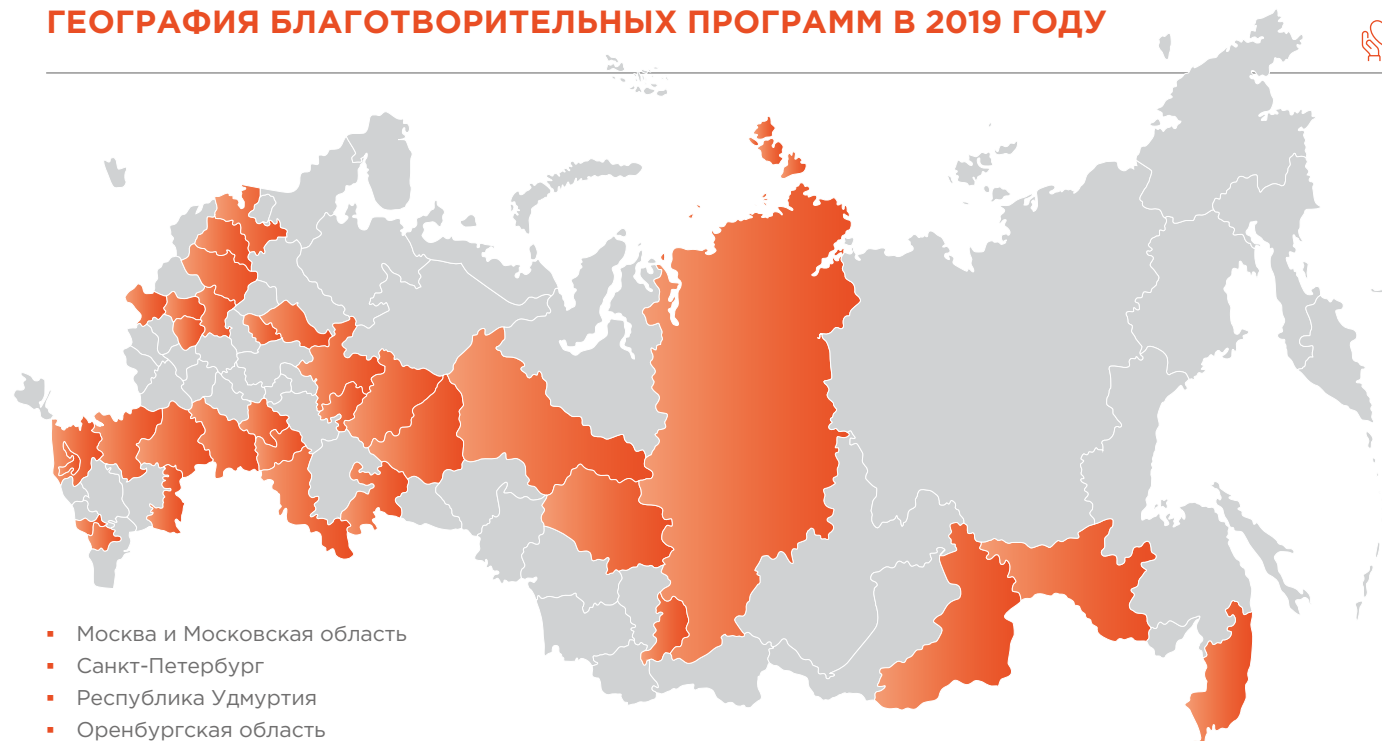 ГЕОГРАФИЯ БЛАГОТВОРИТЕЛЬНЫХ ПРОГРАММ В 2019 ГОДУ
▪ Москва и Московская область
▪ Санкт-Петербург
▪ Республика Удмуртия
▪ Оренбургская область